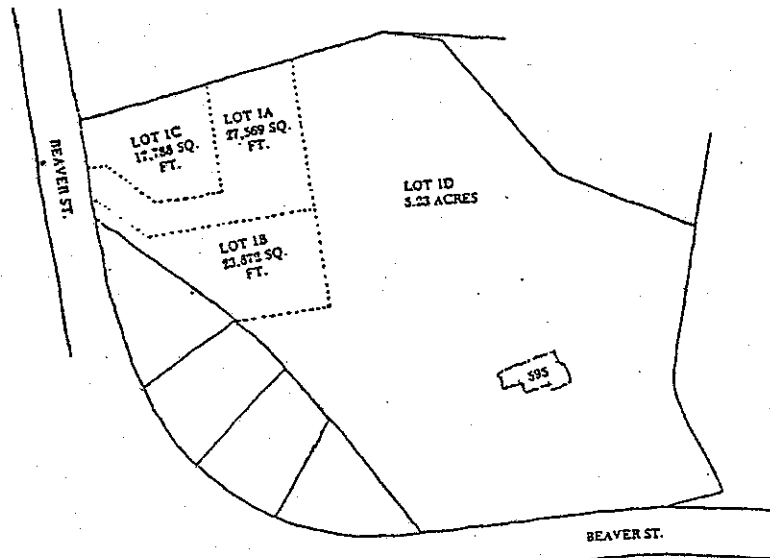 LOT 1C
17,788 SQ.
FT.
LOT 1A
27,569 SQ.
FT.
BEAVER ST.
LOT 1B
23,872 SQ.
FT.
LOT 1D
5.23 ACRES
595
BEAVER ST.